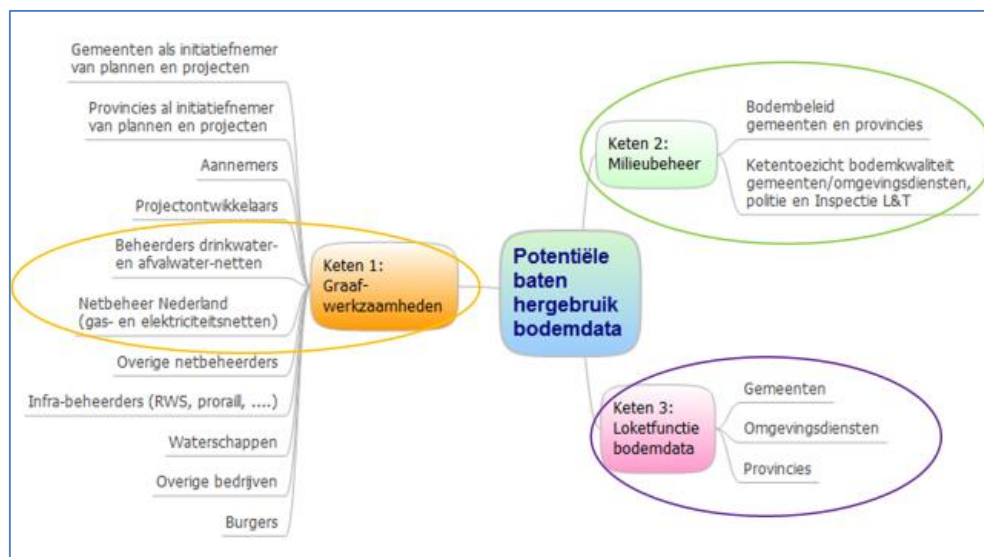 Gemeenten als initiatiefnemer
van plannen en projecten
Provincies al initiatiefnemer
van plannen en projecten
Aannemers
Projectontwikkelaars
Beheerders drinkwater-
en afvalwater-netten
Netbeheer Nederland
(gas- en elektriciteitsnetten)
Overige netbeheerders
Infra-beheerders (RWS, proraill, ....)
Waterschappen
Overige bedrijven
Burgers
Keten 1:
Graaf-
werkzaamheden
Potentiële
baten
hergebruik
bodemdata
Keten 2:
Milieubeheer
Bodembeleid
gemeenten en provincies
Ketentoezicht bodemkwaliteit
gemeenten/omgevingsdiensten,
politie en Inspectie L&T
Keten 3:
Loketfunctie
bodemdata
Gemeenten
Omgevingsdiensten
Provincies